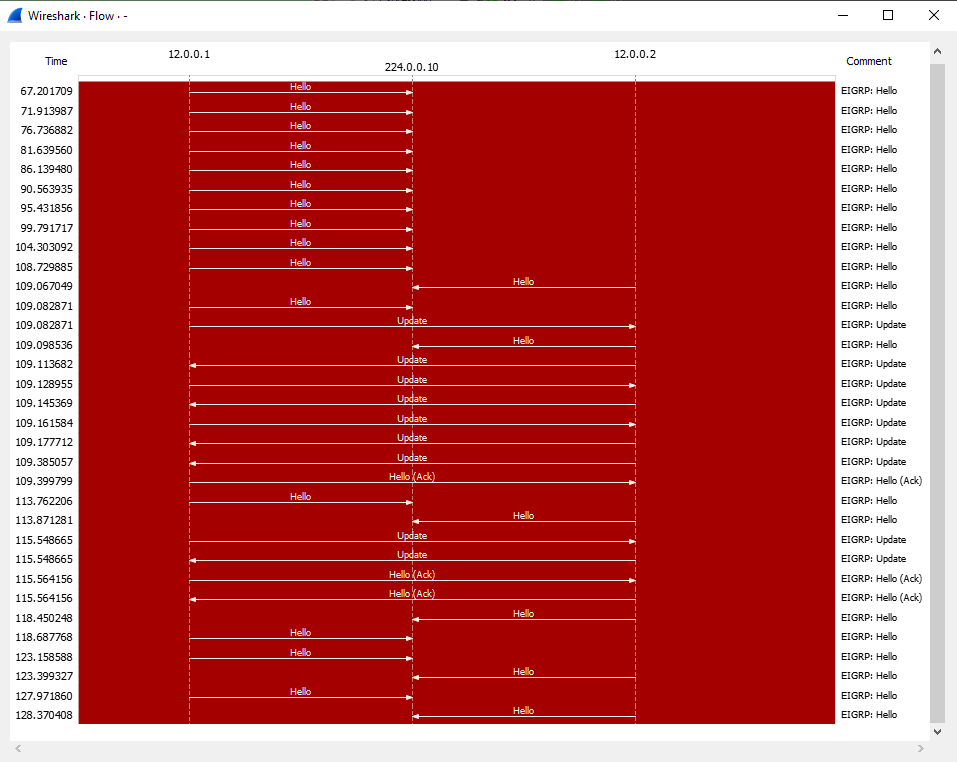 Wireshark · Flow · -
Time 12.0.0.1 224.0.0.10 12.0.0.2 Comment
67.201709 Hello EIGRP: Hello
71.913987 Hello EIGRP: Hello
76.736882 Hello EIGRP: Hello
81.639560 Hello EIGRP: Hello
86.139480 Hello EIGRP: Hello
90.563935 Hello EIGRP: Hello
95.431856 Hello EIGRP: Hello
99.791717 Hello EIGRP: Hello
104.303092 Hello EIGRP: Hello
108.729885 Hello EIGRP: Hello
109.067049 Hello EIGRP: Hello
109.082871 Hello EIGRP: Hello
109.082871 Update EIGRP: Update
109.098536 Hello EIGRP: Hello
109.113682 Update EIGRP: Update
109.128955 Update EIGRP: Update
109.145369 Update EIGRP: Update
109.161584 Update EIGRP: Update
109.177712 Update EIGRP: Update
109.385057 Update EIGRP: Update
109.399799 Hello (Ack) EIGRP: Hello (Ack)
113.762206 Hello EIGRP: Hello
113.871281 Hello EIGRP: Hello
115.548665 Update EIGRP: Update
115.548665 Update EIGRP: Update
115.564156 Hello (Ack) EIGRP: Hello (Ack)
115.564156 Hello (Ack) EIGRP: Hello (Ack)
118.450248 Hello EIGRP: Hello
118.687768 Hello EIGRP: Hello
123.158588 Hello EIGRP: Hello
123.399327 Hello EIGRP: Hello
127.971860 Hello EIGRP: Hello
128.370408 Hello EIGRP: Hello